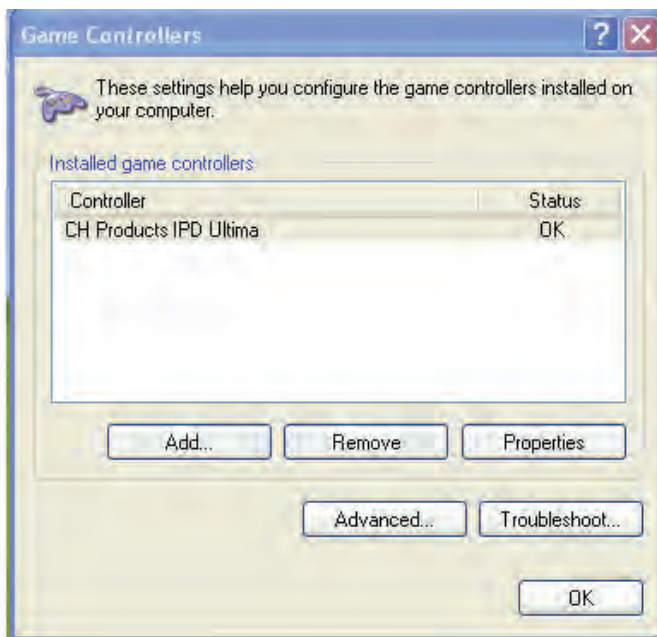 Game Controllers
These settings help you configure the game controllers installed on
your computer.
Installed game controllers
Controller Status
CH Products IPD Ultima OK
Add... Remove Properties
Advanced... Troubleshoot...
OK